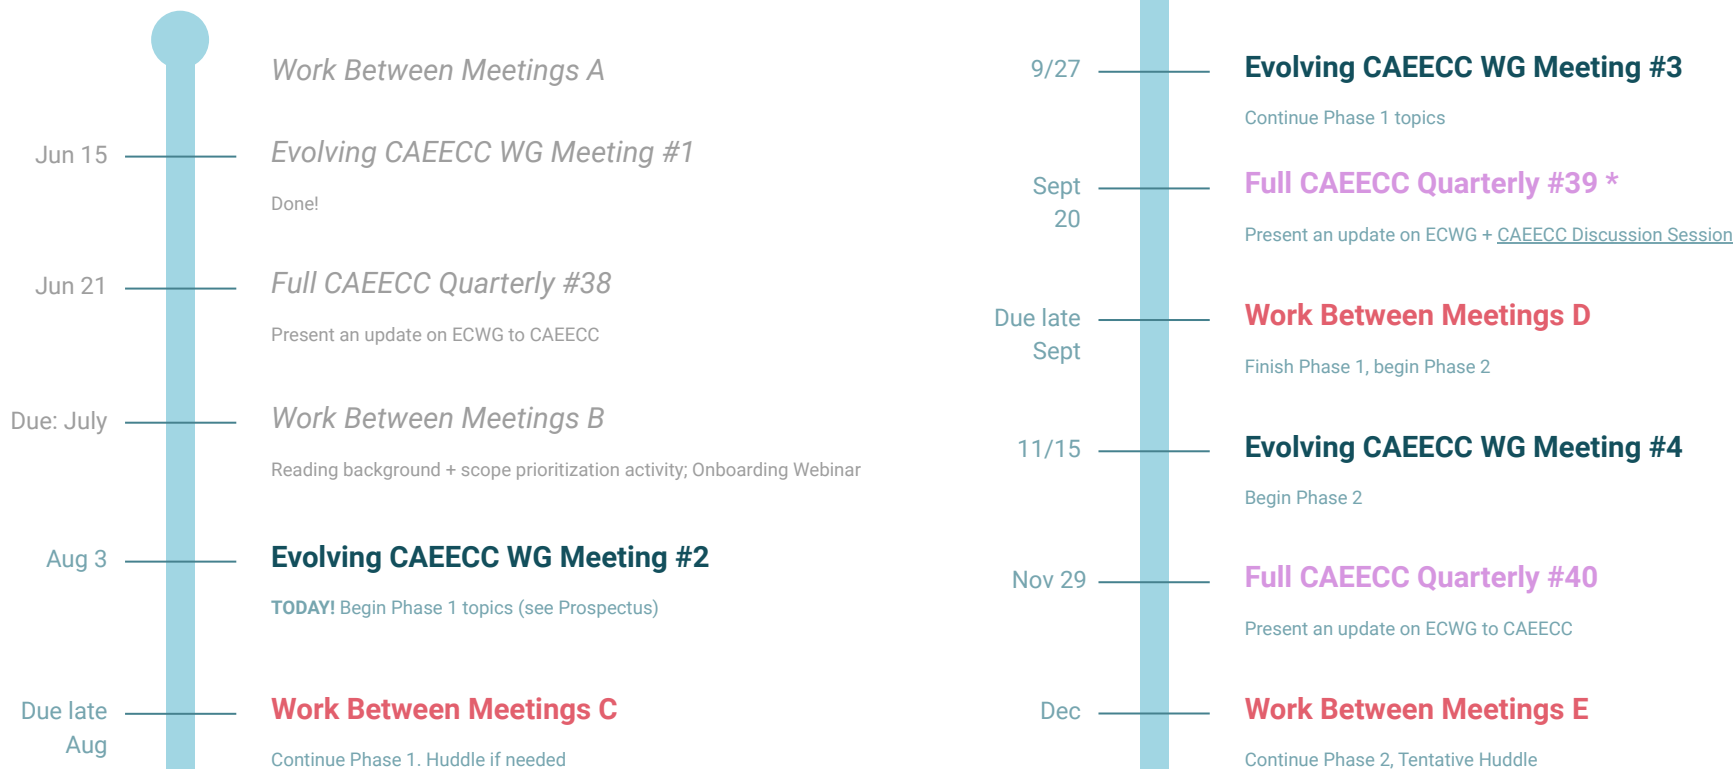 Work Between Meetings A
Jun 15
Evolving CAEECC WG Meeting #1
Done!
Jun 21
Full CAEECC Quarterly #38
Present an update on ECWG to CAEECC
Due: July
Work Between Meetings B
Reading background + scope prioritization activity; Onboarding Webinar
Aug 3
Evolving CAEECC WG Meeting #2
TODAY! Begin Phase 1 topics (see Prospectus)
Due late
Aug
Work Between Meetings C
Continue Phase 1. Huddle if needed
9/27
Evolving CAEECC WG Meeting #3
Continue Phase 1 topics
Sept
20
Full CAEECC Quarterly #39 *
Present an update on ECWG + CAEECC Discussion Session
Due late
Sept
Work Between Meetings D
Finish Phase 1, begin Phase 2
11/15
Evolving CAEECC WG Meeting #4
Begin Phase 2
Nov 29
Full CAEECC Quarterly #40
Present an update on ECWG to CAEECC
Dec
Work Between Meetings E
Continue Phase 2, Tentative Huddle